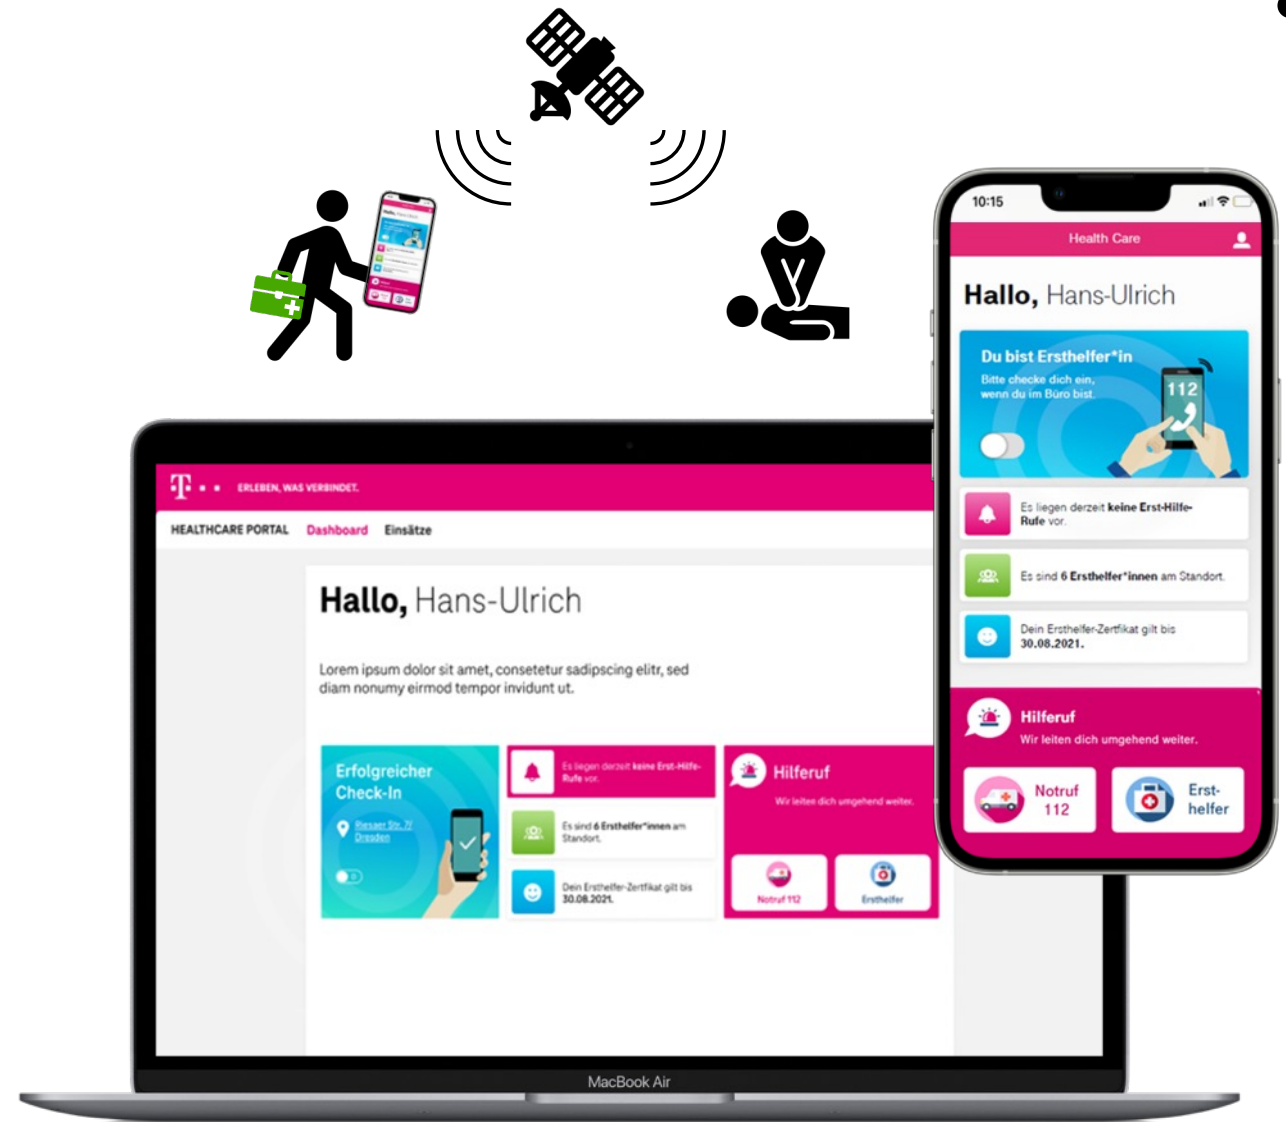 10:15
Health Care
Hallo, Hans-Ulrich
Du bist Ersthelfer*in
Bitte checke dich ein,
wenn du im Büro bist.
112
Es liegen derzeit keine Erst-Hilfe-
Rufe vor.
Es sind 6 Ersthelfer*innen am Standort.
Dein Ersthelfer-Zertfikat gilt bis
30.08.2021.
Hilferuf
Wir leiten dich umgehend weiter.
Notruf
112
Erst-
helfer
T
ERLEBEN, WAS VERBINDET.
HEALTHCARE PORTAL Dashboard Einsätze
Hallo, Hans-Ulrich
Lorem ipsum dolor sit amet, consetetur sadipscing elitr, sed
diam nonumy eirmod tempor invidunt ut.
Erfolgreicher
Check-In
Riesaer Str. 7/
Dresden
Es liegen derzeit keine Erst-Hilfe-
Rufe vor.
Es sind 6 Ersthelfer*innen am
Standort.
Dein Ersthelfer-Zertfikat gilt bis
30.08.2021.
Hilferuf
Wir leiten dich umgehend weiter.
Notruf 112
Ersthelfer
MacBook Air